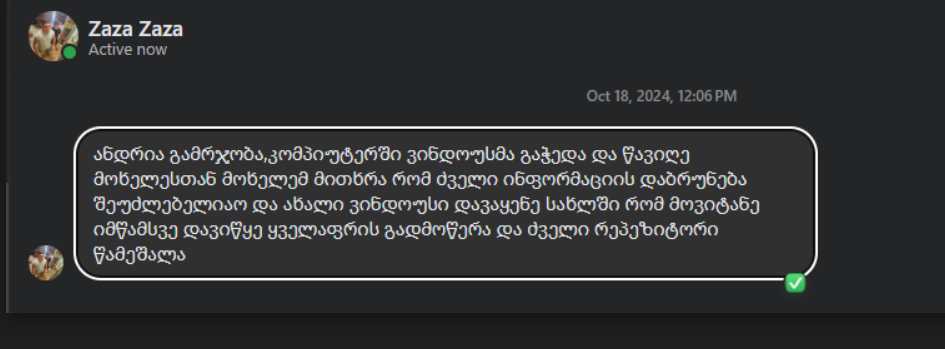 Zaza Zaza
Active now
Oct 18, 2024, 12:06 PM
ანდრია გამრჯობა,კომპიუტერში ვინდოუსმა გაჭედა და წავიღე
მოხელესთან მოხელემ მითხრა რომ ძველი ინფორმაციის დაბრუნება
შეუძლებელიაო და ახალი ვინდოუსი დავაყენე სახლში რომ მოვიტანე
იმწამსვე დავიწყე ყველაფრის გადმოწერა და ძველი რეპეზიტორი
წამეშალა